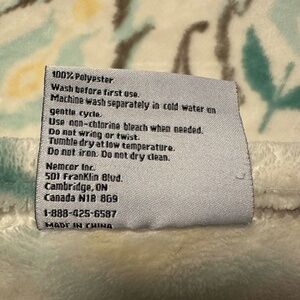 100% Polyester
Wash before first use.
Machine wash separately in cold water on
gentle cycle.
Use non-chlorine bleach when needed.
Do not wring or twist.
Tumble dry at low temperature.
Do not iron. Do not dry clean.
Nemcor Inc.
501 Franklin Blvd.
Cambridge, ON
Canada N1R 8G9
1-888-425-6587
MADE IN CHINA